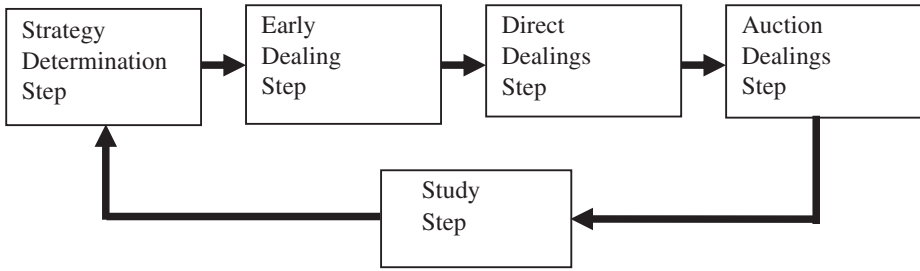 Strategy
Determination
Step
Early
Dealing
Step
Direct
Dealings
Step
Auction
Dealings
Step
Study
Step